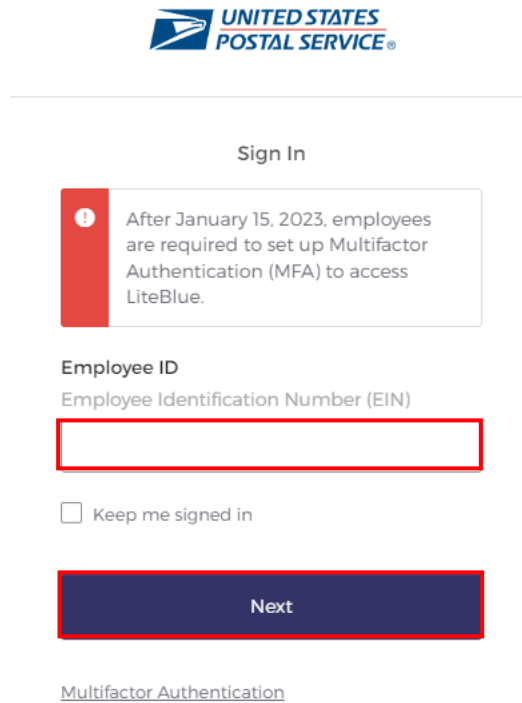 UNITED STATES
POSTAL SERVICE®
Sign In
After January 15, 2023, employees
are required to set up Multifactor
Authentication (MFA) to access
LiteBlue.
Employee ID
Employee Identification Number (EIN)
Keep me signed in
Next
Multifactor Authentication